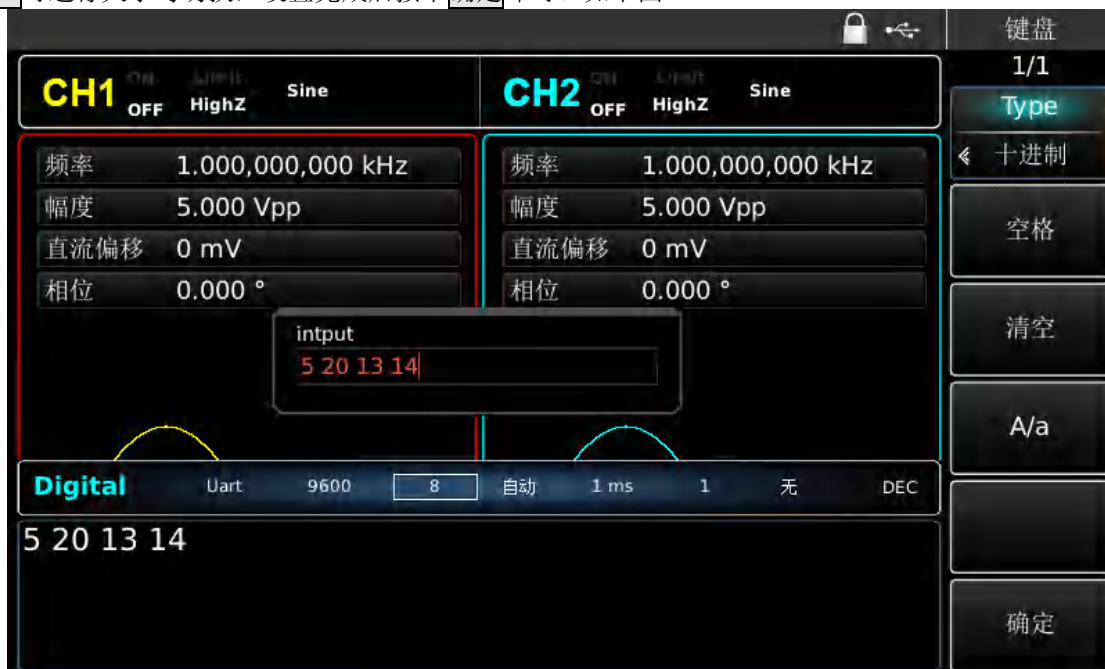 确定
键盘
1/1
CH1 OFF HighZ Sine
CH2 OFF HighZ Sine
Type
十进制
频率 1.000,000,000 kHz
幅度 5.000 Vpp
直流偏移 0 mV
相位 0.000 °
频率 1.000,000,000 kHz
幅度 5.000 Vpp
直流偏移 0 mV
相位 0.000 °
空格
清空
A/a
确定
intput
5 20 13 14
Digital Uart 9600 8 自动 1 ms 1 无 DEC
5 20 13 14